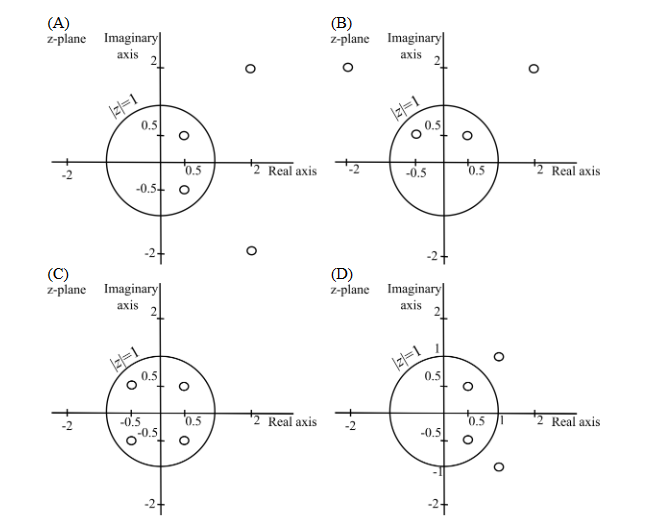 (A)
z-plane
Imaginary
axis
2
|z|=1
0.5
-2
0.5
2
Real axis
-0.5
-2
(B)
z-plane
Imaginary
axis
2
|z|=1
0.5
-2
-0.5
0.5
2
Real axis
-2
(C)
z-plane
Imaginary
axis
2
|z|=1
0.5
-2
-0.5
0.5
2
Real axis
-0.5
-2
(D)
z-plane
Imaginary
axis
2
|z|=1
1
0.5
-2
0.5
1
2
Real axis
-0.5
-1
-2